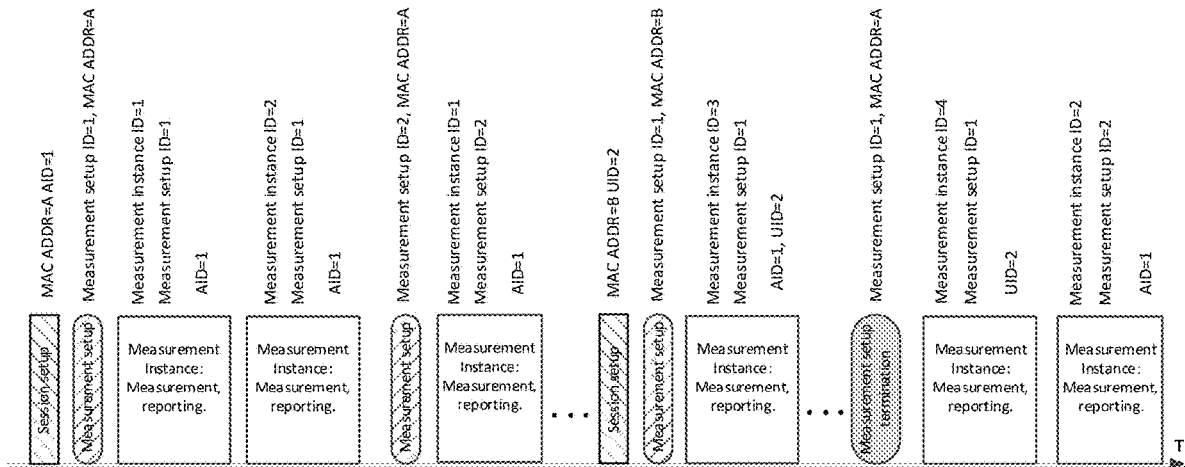 MAC ADDR=A AID=1
Measurement setup ID=1, MAC ADDR=A
Measurement instance ID=1
Measurement setup ID=1
AID=1
Measurement instance ID=2
Measurement setup ID=1
AID=1
Measurement setup ID=2, MAC ADDR=A
Measurement instance ID=1
Measurement setup ID=2
AID=1
MAC ADDR=B UID=2
Measurement setup ID=1, MAC ADDR=B
Measurement instance ID=3
Measurement setup ID=1
AID=1, UID=2
Measurement setup ID=1, MAC ADDR=A
Measurement instance ID=4
Measurement setup ID=1
UID=2
Measurement instance ID=2
Measurement setup ID=2
AID=1
Session setup
Measurement setup
Measurement
Instance:
Measurement,
reporting.
Measurement
Instance:
Measurement,
reporting.
Measurement setup
Measurement
Instance:
Measurement,
reporting.
...
Session setup
Measurement setup
Measurement
Instance:
Measurement,
reporting.
...
Measurement setup
termination
Measurement
Instance:
Measurement,
reporting.
Measurement
Instance:
Measurement,
reporting.
T